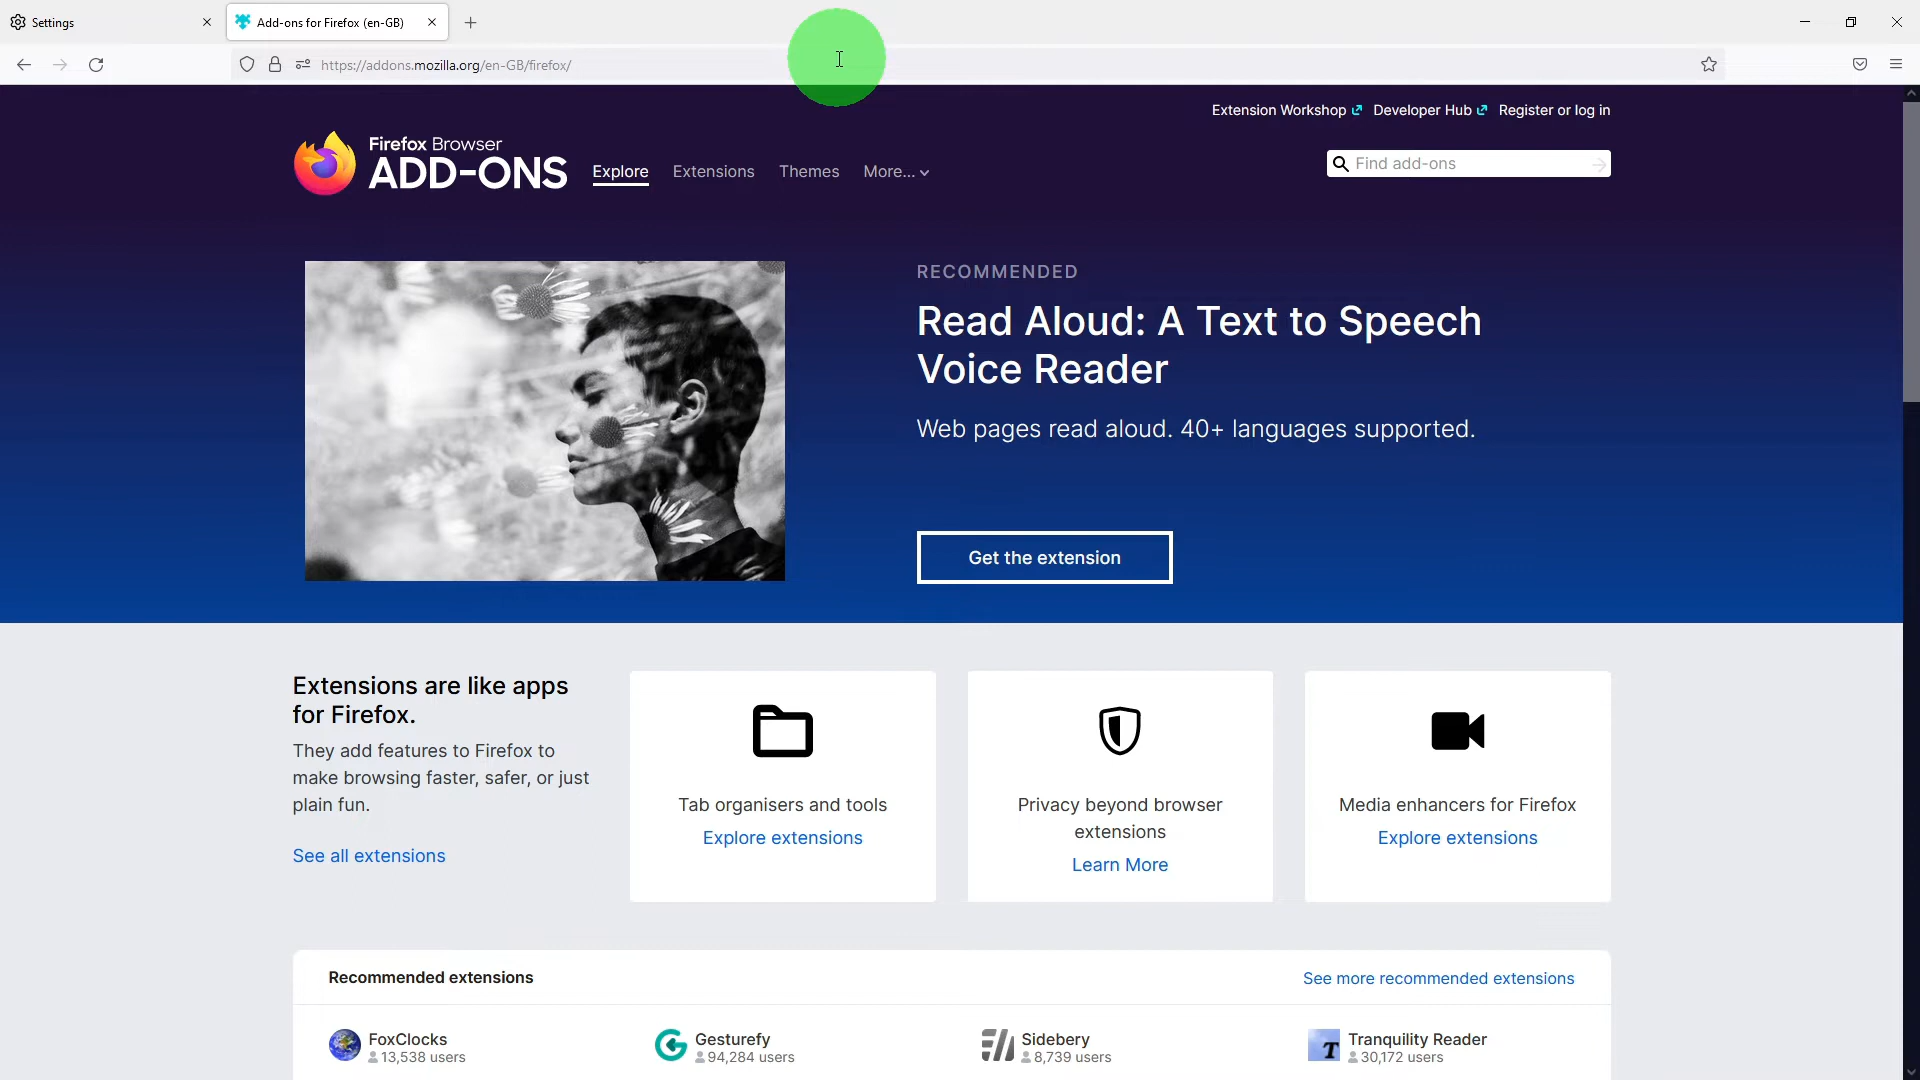 Settings
Add-ons for Firefox (en-GB)
https://addons.mozilla.org/en-GB/firefox/
Extension Workshop
Developer Hub
Register or log in
Firefox Browser
ADD-ONS
Explore
Extensions
Themes
More...
Find add-ons
RECOMMENDED
Read Aloud: A Text to Speech
Voice Reader
Web pages read aloud. 40+ languages supported.
Get the extension
Extensions are like apps
for Firefox.
They add features to Firefox to
make browsing faster, safer, or just
plain fun.
See all extensions
Tab organisers and tools
Explore extensions
Privacy beyond browser
extensions
Learn More
Media enhancers for Firefox
Explore extensions
Recommended extensions
See more recommended extensions
FoxClocks
13,538 users
Gesturefy
94,284 users
Sidebery
8,739 users
T
Tranquility Reader
30,172 users